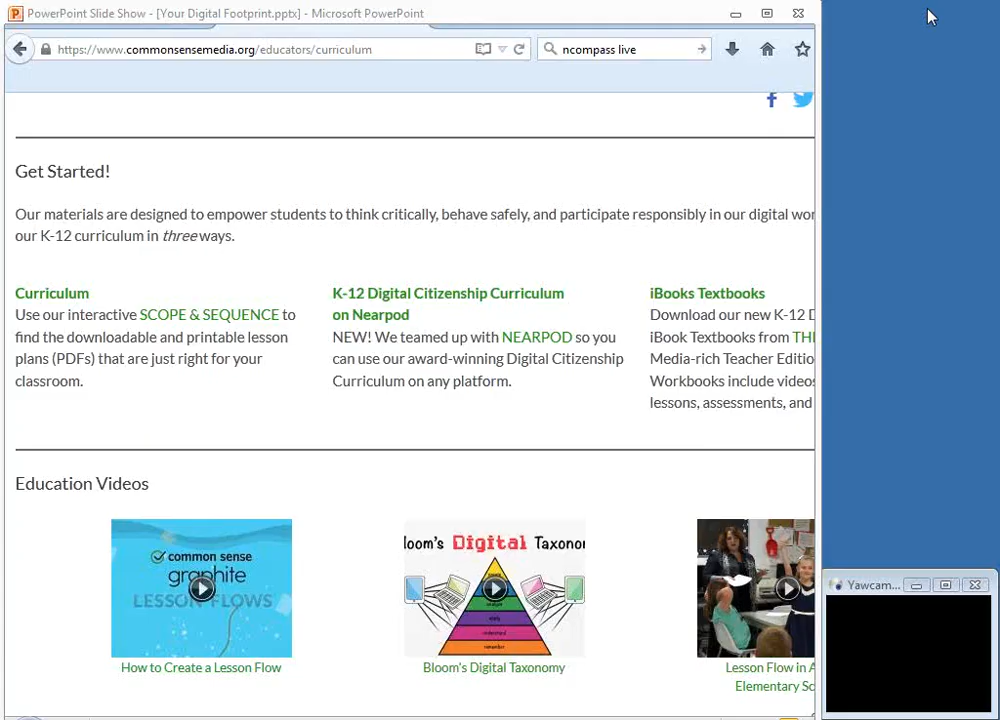 PowerPoint Slide Show - [Your Digital Footprint.pptx] - Microsoft PowerPoint
https://www.commonsensemedia.org/educators/curriculum
ncompass live
Get Started!
Our materials are designed to empower students to think critically, behave safely, and participate responsibly in our digital wor
our K-12 curriculum in three ways.
Curriculum
Use our interactive SCOPE & SEQUENCE to
find the downloadable and printable lesson
plans (PDFs) that are just right for your
classroom.
K-12 Digital Citizenship Curriculum
on Nearpod
NEW! We teamed up with NEARPOD so you
can use our award-winning Digital Citizenship
Curriculum on any platform.
iBooks Textbooks
Download our new K-12 D
iBook Textbooks from TH
Media-rich Teacher Editio
Workbooks include videos
lessons, assessments, and
Education Videos
common sense
graphite
LESSON FLOWS
How to Create a Lesson Flow
loom's Digital Taxonom
understand
remember
Bloom's Digital Taxonomy
Lesson Flow in A
Elementary Sc
Yawcam...